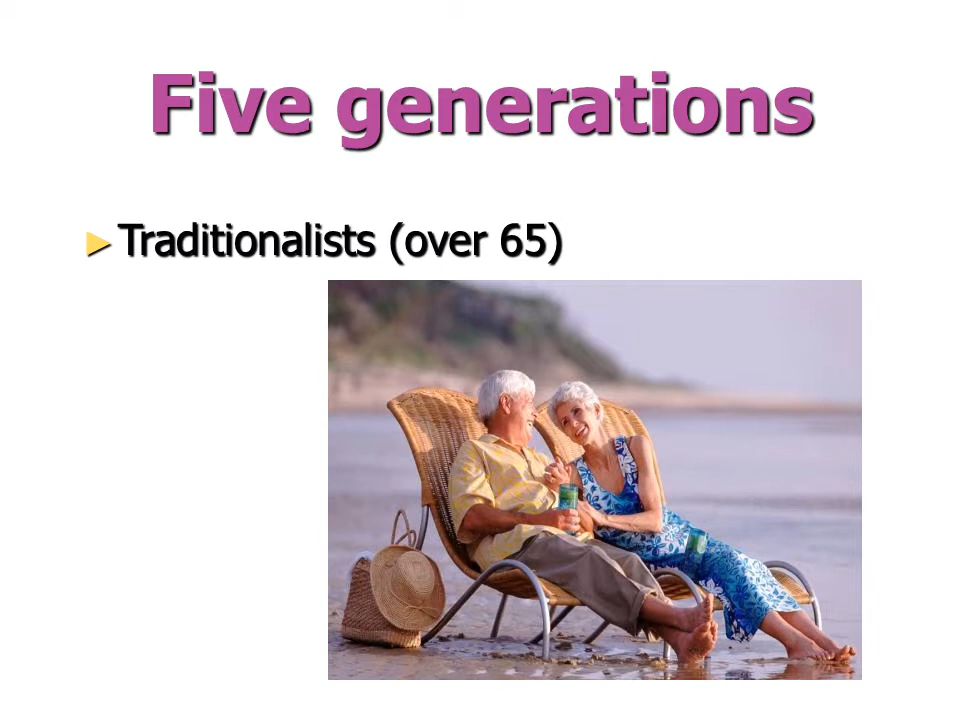 Five generations
► Traditionalists (over 65)